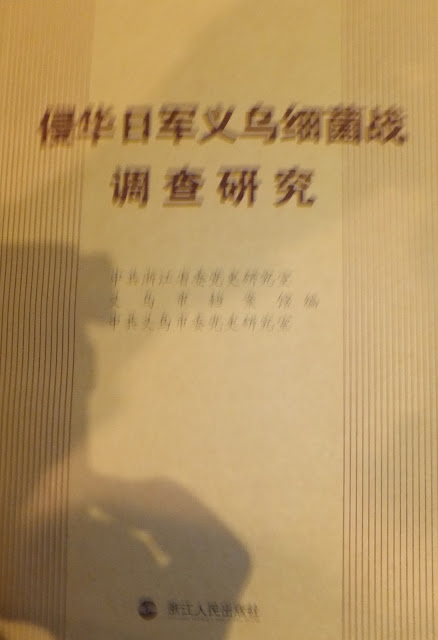 侵华日军义乌细菌战
调查研究
中共浙江省委党史研究室
义乌市档案馆 编
中共义乌市委党史研究室
浙江人民出版社